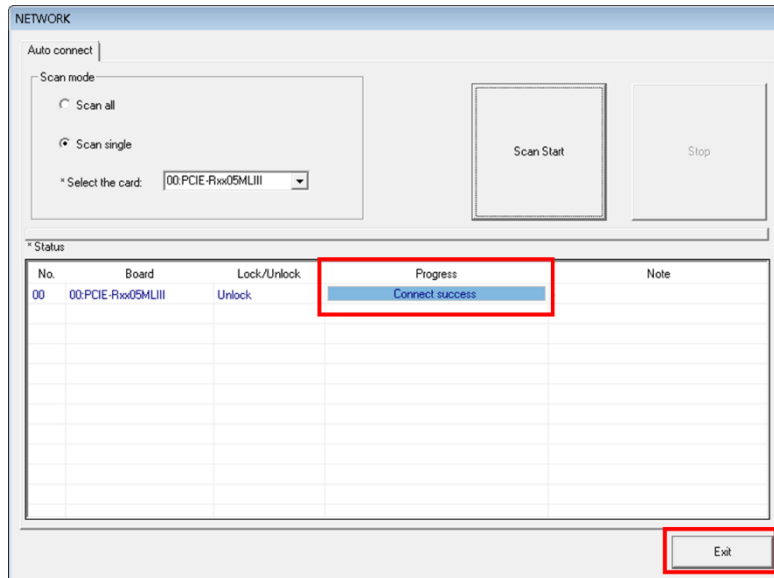 NETWORK
Auto connect
Scan mode
Scan all
Scan single
* Select the card: 00:PCIE-Rxx05MLIII
Scan Start
Stop
* Status
No. Board Lock/Unlock Progress Note
00 00:PCIE-Rxx05MLIII Unlock Connect success
Exit